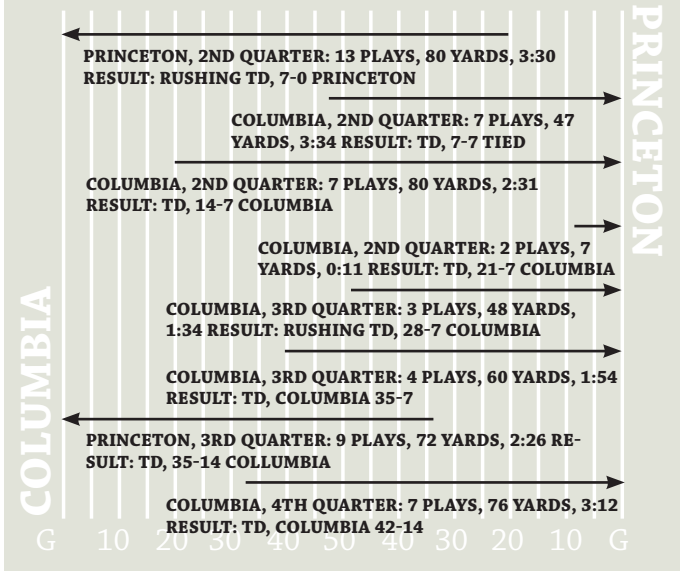 PRINCETON
PRINCETON, 2ND QUARTER: 13 PLAYS, 80 YARDS, 3:30
RESULT: RUSHING TD, 7-0 PRINCETON
COLUMBIA, 2ND QUARTER: 7 PLAYS, 47
YARDS, 3:34 RESULT: TD, 7-7 TIED
COLUMBIA, 2ND QUARTER: 7 PLAYS, 80 YARDS, 2:31
RESULT: TD, 14-7 COLUMBIA
COLUMBIA, 2ND QUARTER: 2 PLAYS, 7
YARDS, 0:11 RESULT: TD, 21-7 COLUMBIA
COLUMBIA
COLUMBIA, 3RD QUARTER: 3 PLAYS, 48 YARDS,
1:34 RESULT: RUSHING TD, 28-7 COLUMBIA
COLUMBIA, 3RD QUARTER: 4 PLAYS, 60 YARDS, 1:54
RESULT: TD, COLUMBIA 35-7
PRINCETON, 3RD QUARTER: 9 PLAYS, 72 YARDS, 2:26 RE-
SULT: TD, 35-14 COLLUMBIA
COLUMBIA, 4TH QUARTER: 7 PLAYS, 76 YARDS, 3:12
RESULT: TD, COLUMBIA 42-14
G 10 20 30 40 50 40 30 20 10 G